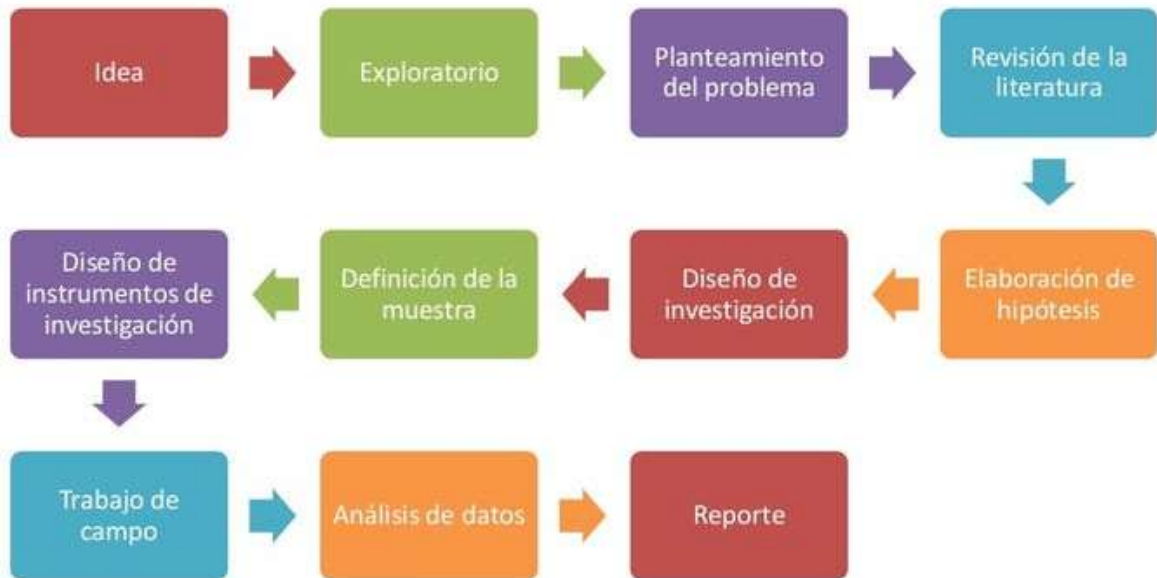 Idea
Exploratorio
Planteamiento
del problema
Revisión de la
literatura
Elaboración de
hipótesis
Diseño de
investigación
Definición de la
muestra
Diseño de
instrumentos de
investigación
Trabajo de
campo
Análisis de datos
Reporte